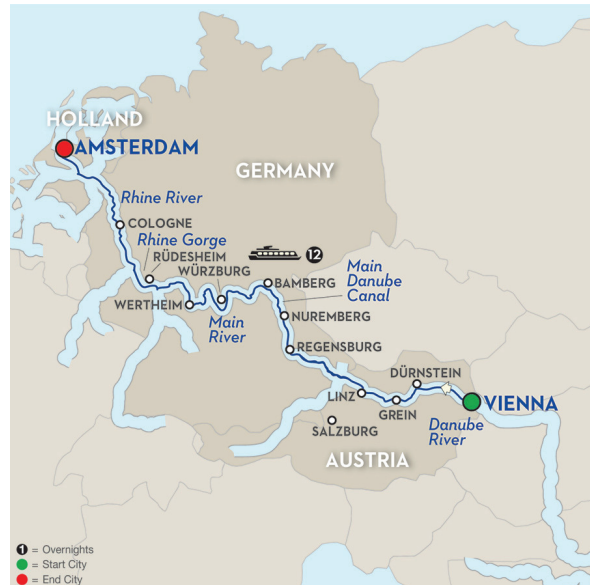 HOLLAND
AMSTERDAM
GERMANY
Rhine River
COLOGNE
Rhine Gorge
RÜDESHEIM
WÜRZBURG
12
BAMBERG
Main
Danube
Canal
WERTHEIM
Main
River
NUREMBERG
REGENSBURG
DÜRNSTEIN
LINZ
GREIN
VIENNA
SALZBURG
Danube
River
AUSTRIA
1 = Overnights
= Start City
= End City